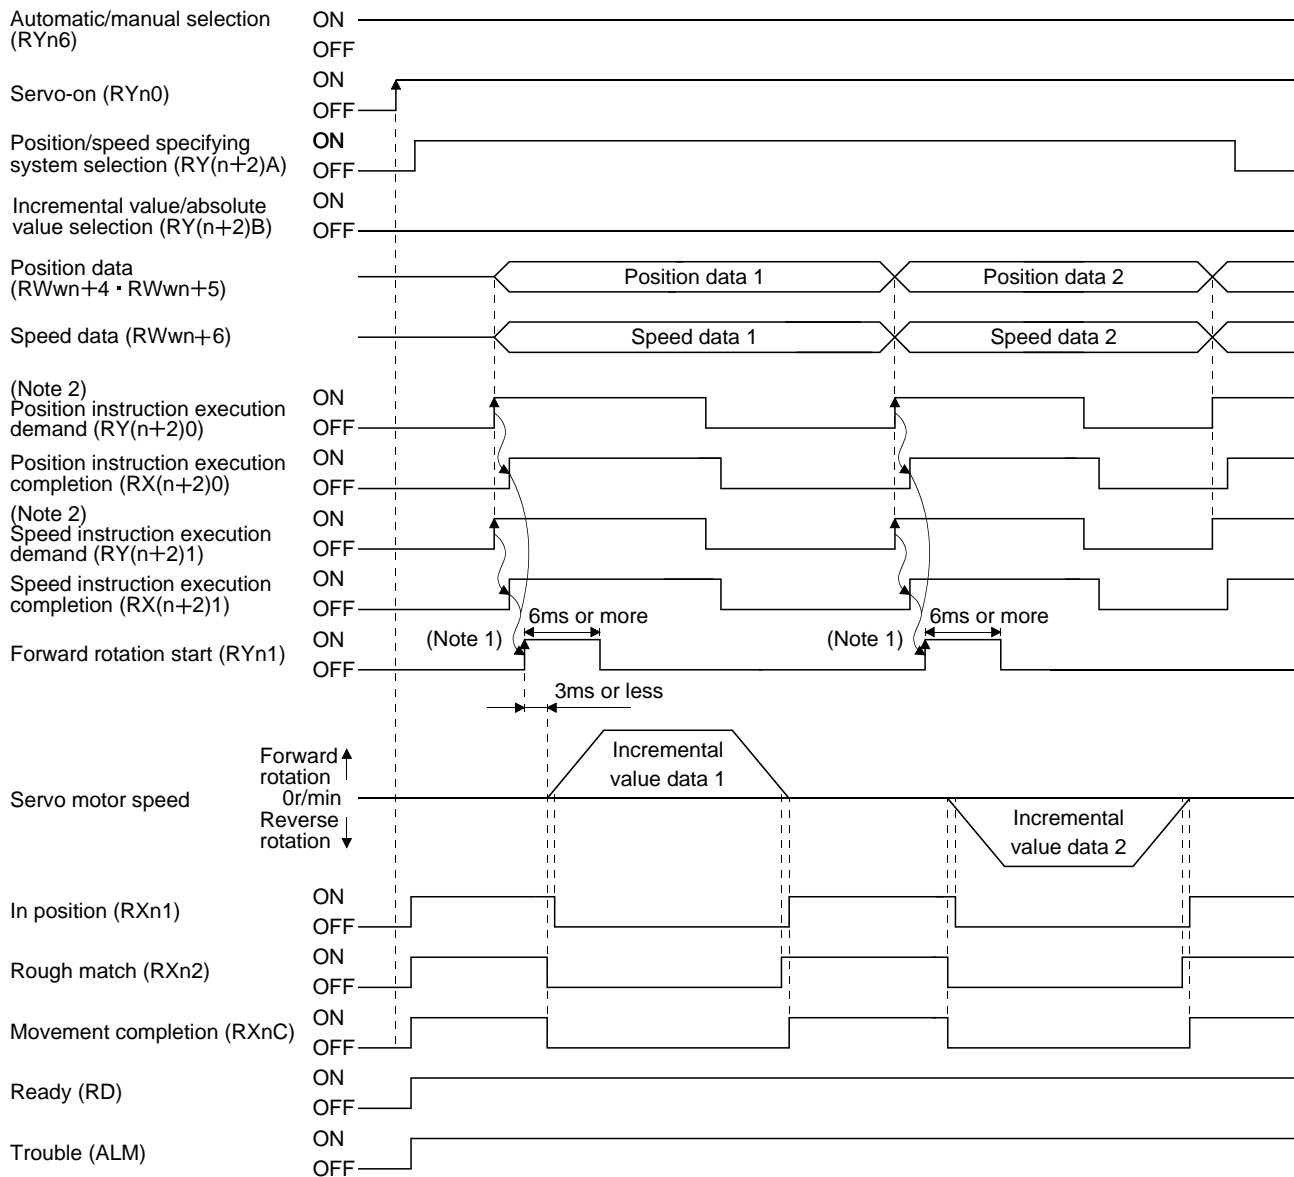 Automatic/manual selection
(RYn6)
ON
OFF
Servo-on (RYn0)
ON
OFF
Position/speed specifying
system selection (RY(n+2)A)
ON
OFF
Incremental value/absolute
value selection (RY(n+2)B)
ON
OFF
Position data
(RWwn+4・RWwn+5)
Position data 1
Position data 2
Speed data (RWwn+6)
Speed data 1
Speed data 2
(Note 2)
Position instruction execution
demand (RY(n+2)0)
ON
OFF
Position instruction execution
completion (RX(n+2)0)
ON
OFF
(Note 2)
Speed instruction execution
demand (RY(n+2)1)
ON
OFF
Speed instruction execution
completion (RX(n+2)1)
ON
OFF
6ms or more
6ms or more
Forward rotation start (RYn1)
ON
OFF
(Note 1)
(Note 1)
3ms or less
Servo motor speed
Forward
rotation
0r/min
Reverse
rotation
Incremental
value data 1
Incremental
value data 2
In position (RXn1)
ON
OFF
Rough match (RXn2)
ON
OFF
Movement completion (RXnC)
ON
OFF
Ready (RD)
ON
OFF
Trouble (ALM)
ON
OFF